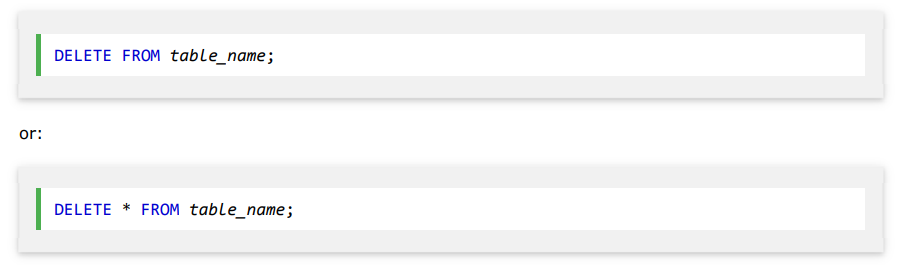 DELETE FROM table_name;
or:
DELETE * FROM table_name;